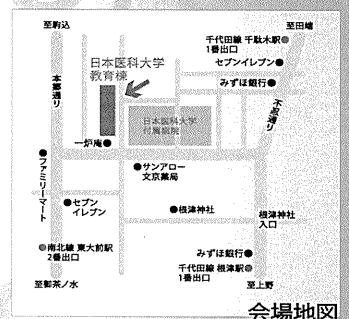 至駒込
至田端
千代田線 千駄木駅
1番出口
セブンイレブン
みずほ銀行
日本医科大学
教育棟
本郷通り
不忍通り
日本医科大学
付属病院
一炉庵
サンアロー
文京薬局
ファミリーマート
セブン
イレブン
根津神社
根津神社
入口
南北線 東大前駅
2番出口
みずほ銀行
千代田線 根津駅
1番出口
至御茶ノ水
至上野
会場地図